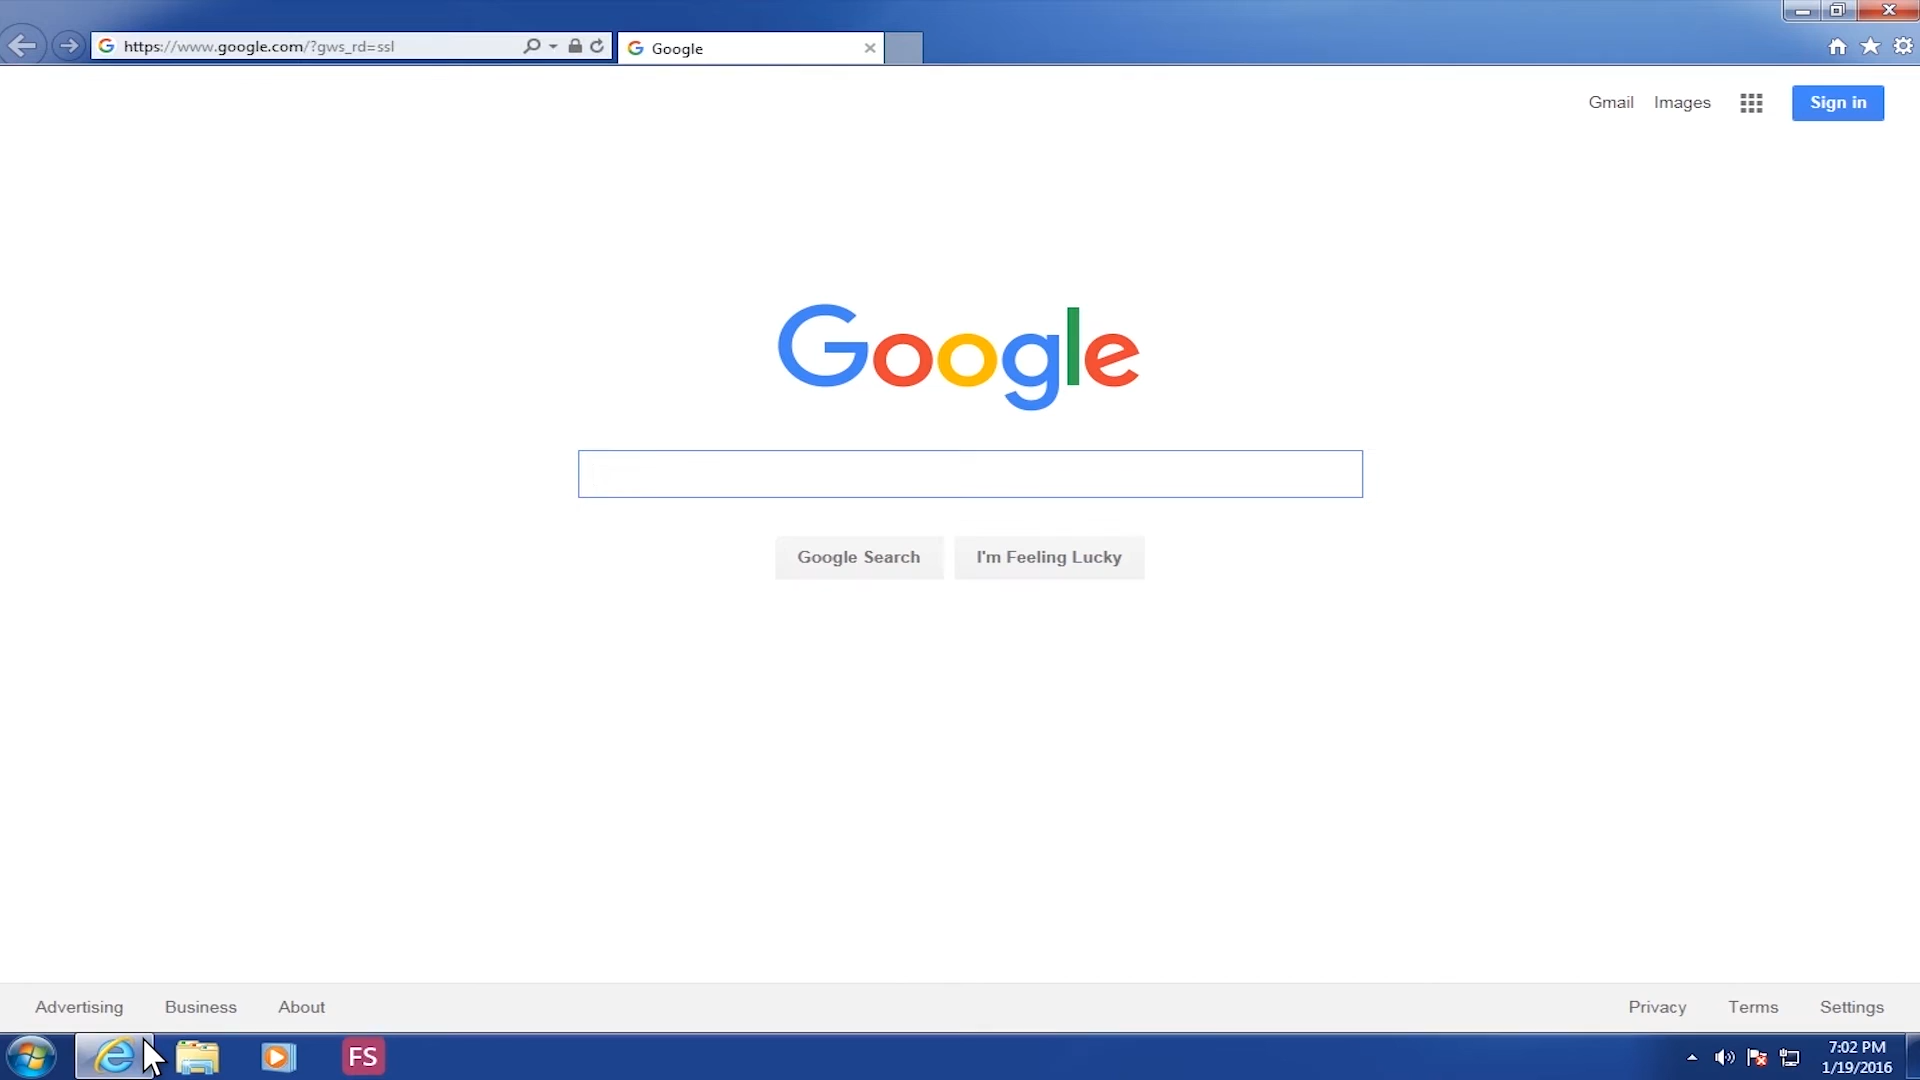 https://www.google.com/?gws_rd=ssl
Google
Gmail
Images
Sign in
Google
Google Search
I'm Feeling Lucky
Advertising
Business
About
Privacy
Terms
Settings
FS
7:02 PM
1/19/2016